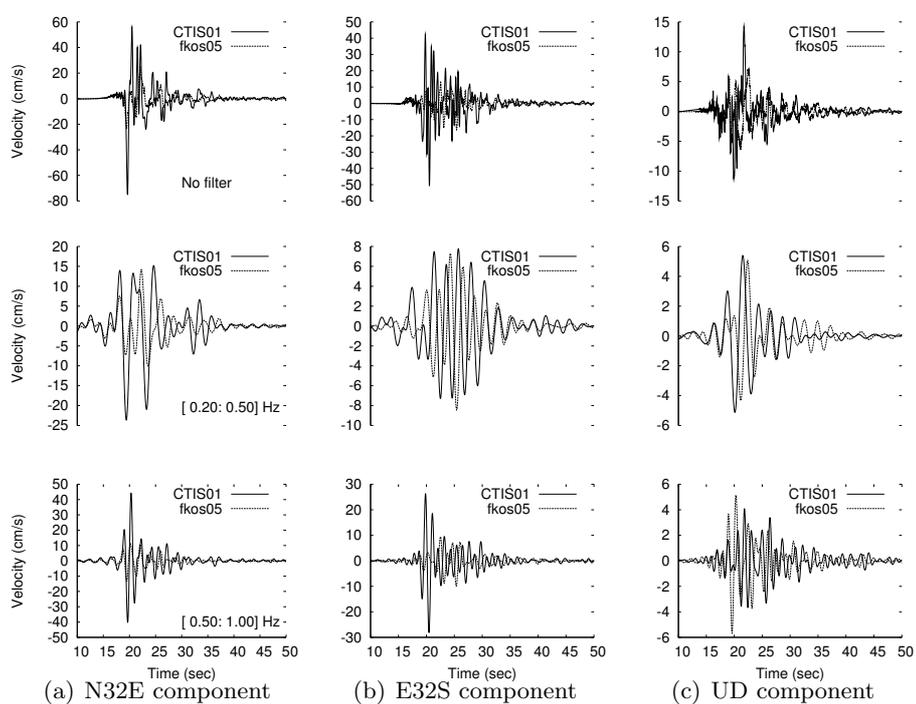 60
40
20
0
-20
-40
-60
-80
Velocity (cm/s)
CTIS01
fkos05
No filter
50
40
30
20
10
0
-10
-20
-30
-40
-50
-60
CTIS01
fkos05
15
10
5
0
-5
-10
-15
CTIS01
fkos05
20
15
10
5
0
-5
-10
-15
-20
-25
Velocity (cm/s)
CTIS01
fkos05
[ 0.20: 0.50] Hz
8
6
4
2
0
-2
-4
-6
-8
-10
CTIS01
fkos05
6
4
2
0
-2
-4
-6
CTIS01
fkos05
50
40
30
20
10
0
-10
-20
-30
-40
50
Velocity (cm/s)
CTIS01
fkos05
[ 0.50: 1.00] Hz
10 15 20 25 30 35 40 45 50
Time (sec)
30
20
10
0
-10
-20
-30
CTIS01
fkos05
10 15 20 25 30 35 40 45 50
Time (sec)
6
4
2
0
-2
-4
-6
CTIS01
fkos05
10 15 20 25 30 35 40 45 50
Time (sec)
(a) N32E component
(b) E32S component
(c) UD component